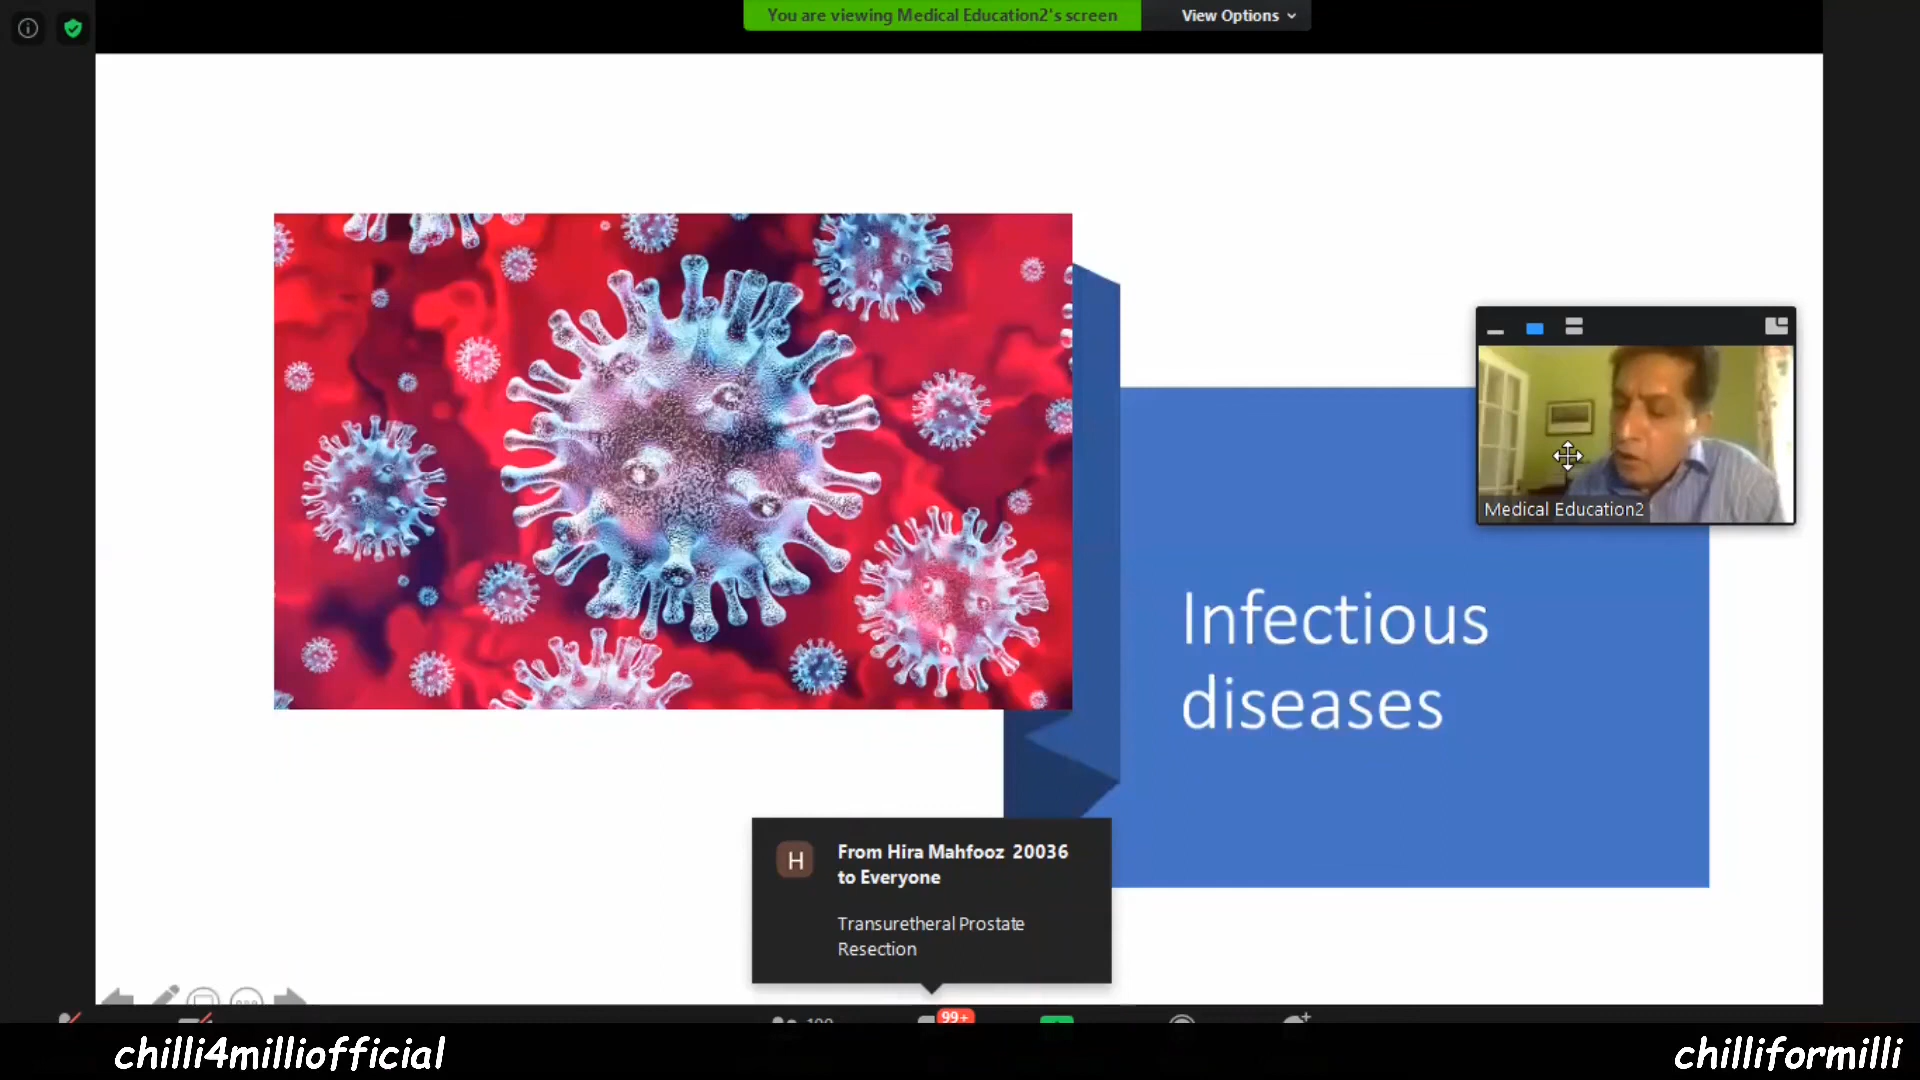 You are viewing Medical Education2's screen
View Options
Medical Education2
Infectious
diseases
H
From Hira Mahfooz 20036
to Everyone
Transuretheral Prostate
Resection
99+
chilli4milliofficial
chilliformilli